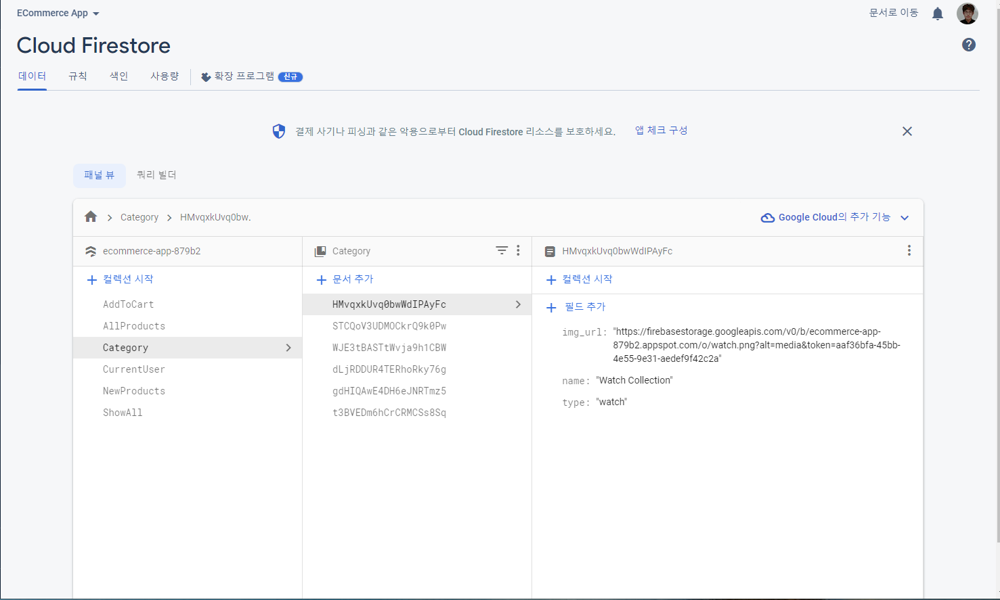 ECommerce App
문서로 이동
Cloud Firestore
데이터
규칙
색인
사용량
확장 프로그램
신규
결제 사기나 피싱과 같은 악용으로부터 Cloud Firestore 리소스를 보호하세요.
앱 체크 구성
패널 뷰
쿼리 빌더
Category
HMvqxkUvq0bw.
Google Cloud의 추가 기능
ecommerce-app-879b2
Category
HMvqxkUvq0bwWdIPAyFc
컬렉션 시작
문서 추가
컬렉션 시작
AddToCart
AllProducts
Category
CurrentUser
NewProducts
ShowAll
HMvqxkUvq0bwWdIPAyFc
STCQoV3UDMOCkrQ9k0Pw
WJE3tBASTtWvja9h1CBW
dLjRDDUR4TERhoRky76g
gdHIQAwE4DH6eJNRTmz5
t3BVEDm6hCrCRMCSs8Sq
필드 추가
img_url: "https://firebasestorage.googleapis.com/v0/b/ecommerce-app-
879b2.appspot.com/o/watch.png?alt=media&token=aaf36bfa-45bb-
4e55-9e31-aedef9f42c2a"
name: "Watch Collection"
type: "watch"